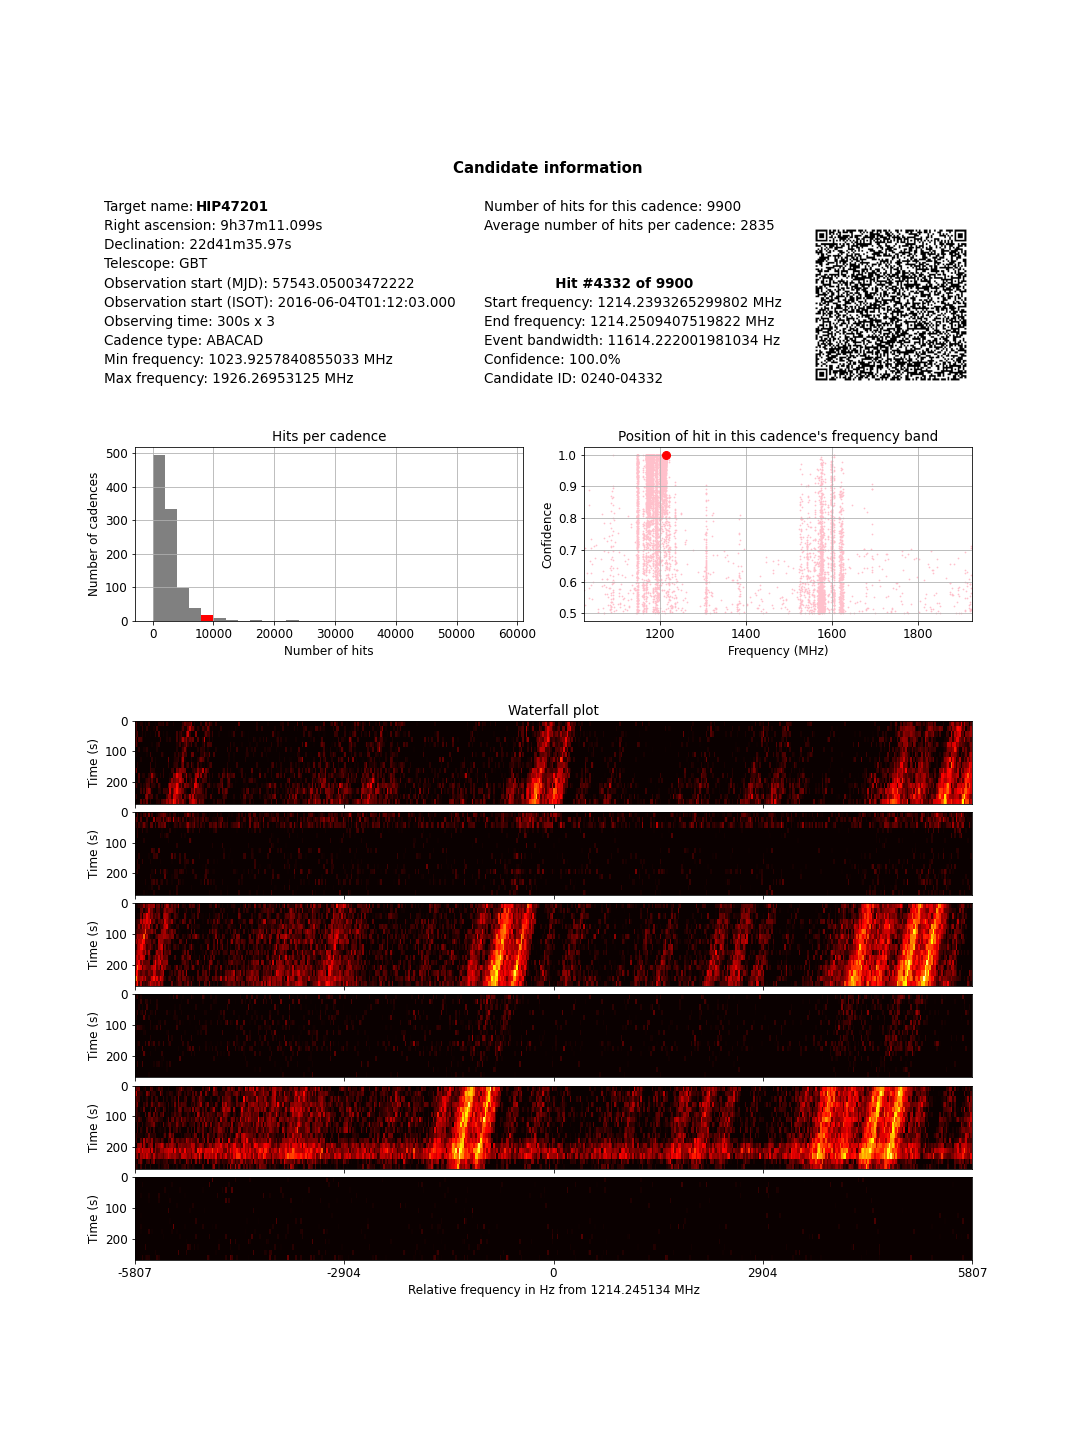 Candidate information
Target name: HIP47201
Right ascension: 9h37m11.099s
Declination: 22d41m35.97s
Telescope: GBT
Observation start (MJD): 57543.05003472222
Observation start (ISOT): 2016-06-04T01:12:03.000
Observing time: 300s x 3
Cadence type: ABACAD
Min frequency: 1023.9257840855033 MHz
Max frequency: 1926.26953125 MHz
Number of hits for this cadence: 9900
Average number of hits per cadence: 2835
Hit #4332 of 9900
Start frequency: 1214.2393265299802 MHz
End frequency: 1214.2509407519822 MHz
Event bandwidth: 11614.222001981034 Hz
Confidence: 100.0%
Candidate ID: 0240-04332
Hits per cadence
Number of cadences
500
400
300
200
100
0
0 10000 20000 30000 40000 50000 60000
Number of hits
Position of hit in this cadence's frequency band
Confidence
1.0
0.9
0.8
0.7
0.6
0.5
1200 1400 1600 1800
Frequency (MHz)
Waterfall plot
Time (s)
0
100
200
Time (s)
0
100
200
Time (s)
0
100
200
Time (s)
0
100
200
Time (s)
0
100
200
Time (s)
0
100
200
-5807 -2904 0 2904 5807
Relative frequency in Hz from 1214.245134 MHz